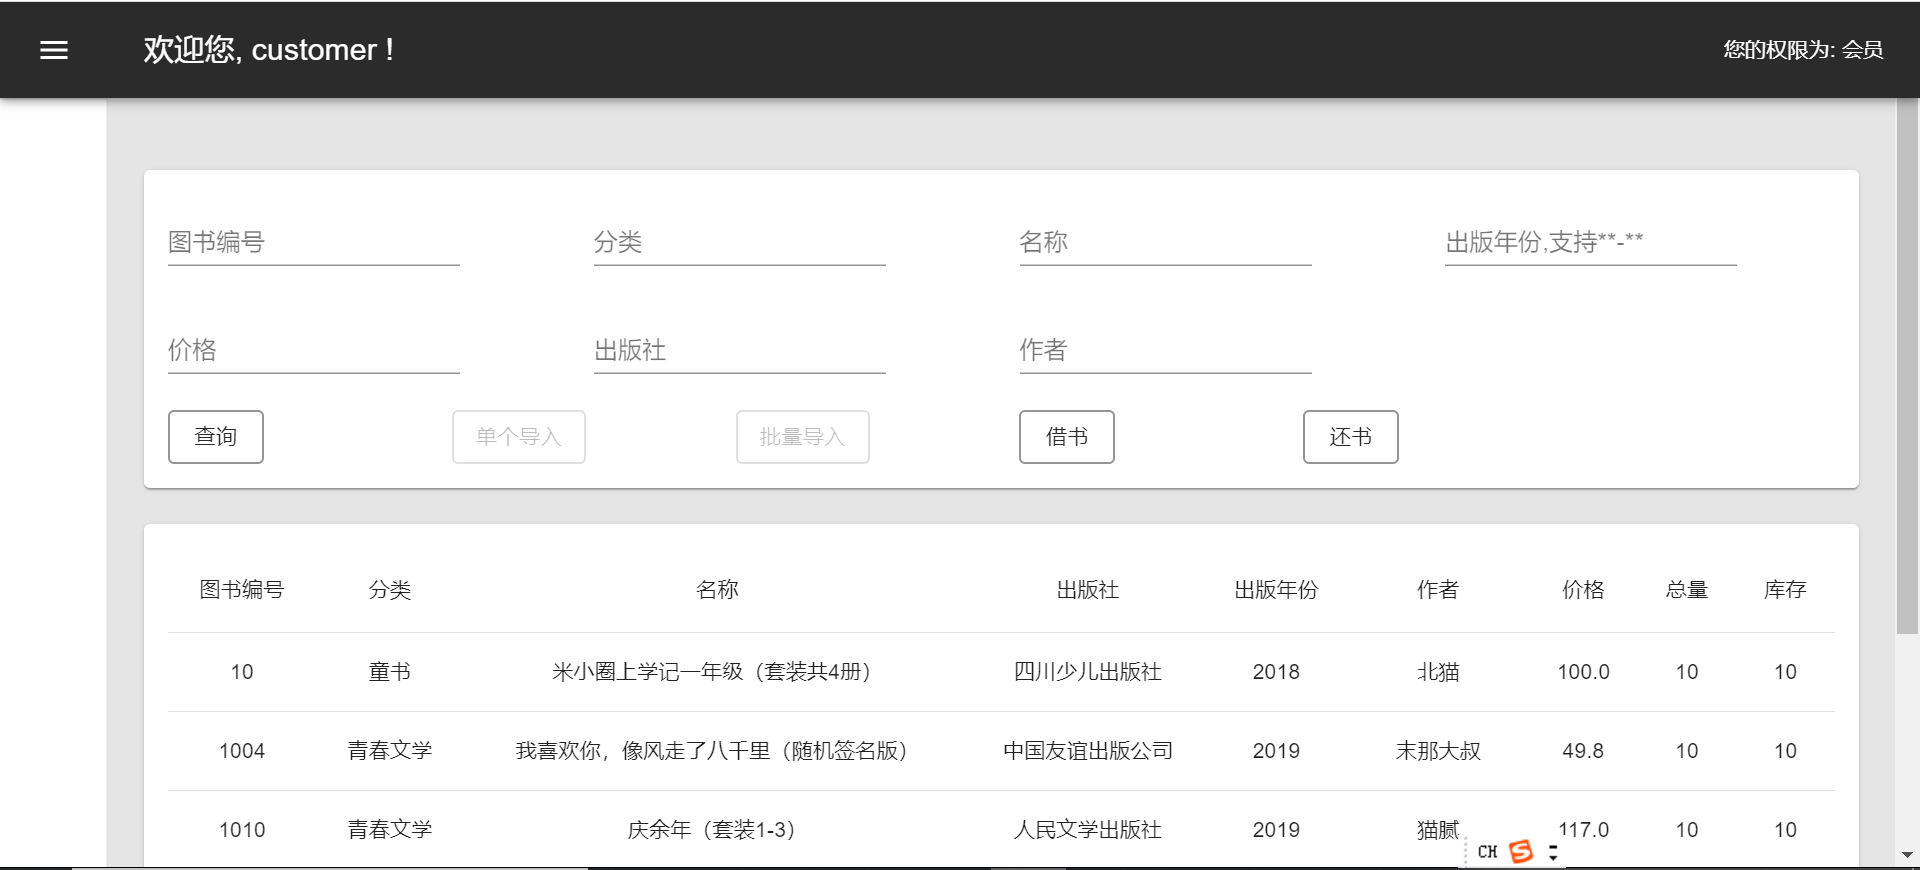 欢迎您, customer !
您的权限为: 会员
图书编号 分类 名称 出版年份,支持**-**
价格 出版社 作者
查询 单个导入 批量导入 借书 还书
图书编号 分类 名称 出版社 出版年份 作者 价格 总量 库存
10 童书 米小圈上学记一年级（套装共4册） 四川少儿出版社 2018 北猫 100.0 10 10
1004 青春文学 我喜欢你，像风走了八千里（随机签名版） 中国友谊出版公司 2019 末那大叔 49.8 10 10
1010 青春文学 庆余年（套装1-3） 人民文学出版社 2019 猫腻 117.0 10 10
CH S